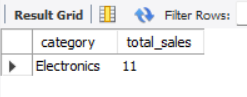 Result Grid Filter Rows:
category total_sales
Electronics 11